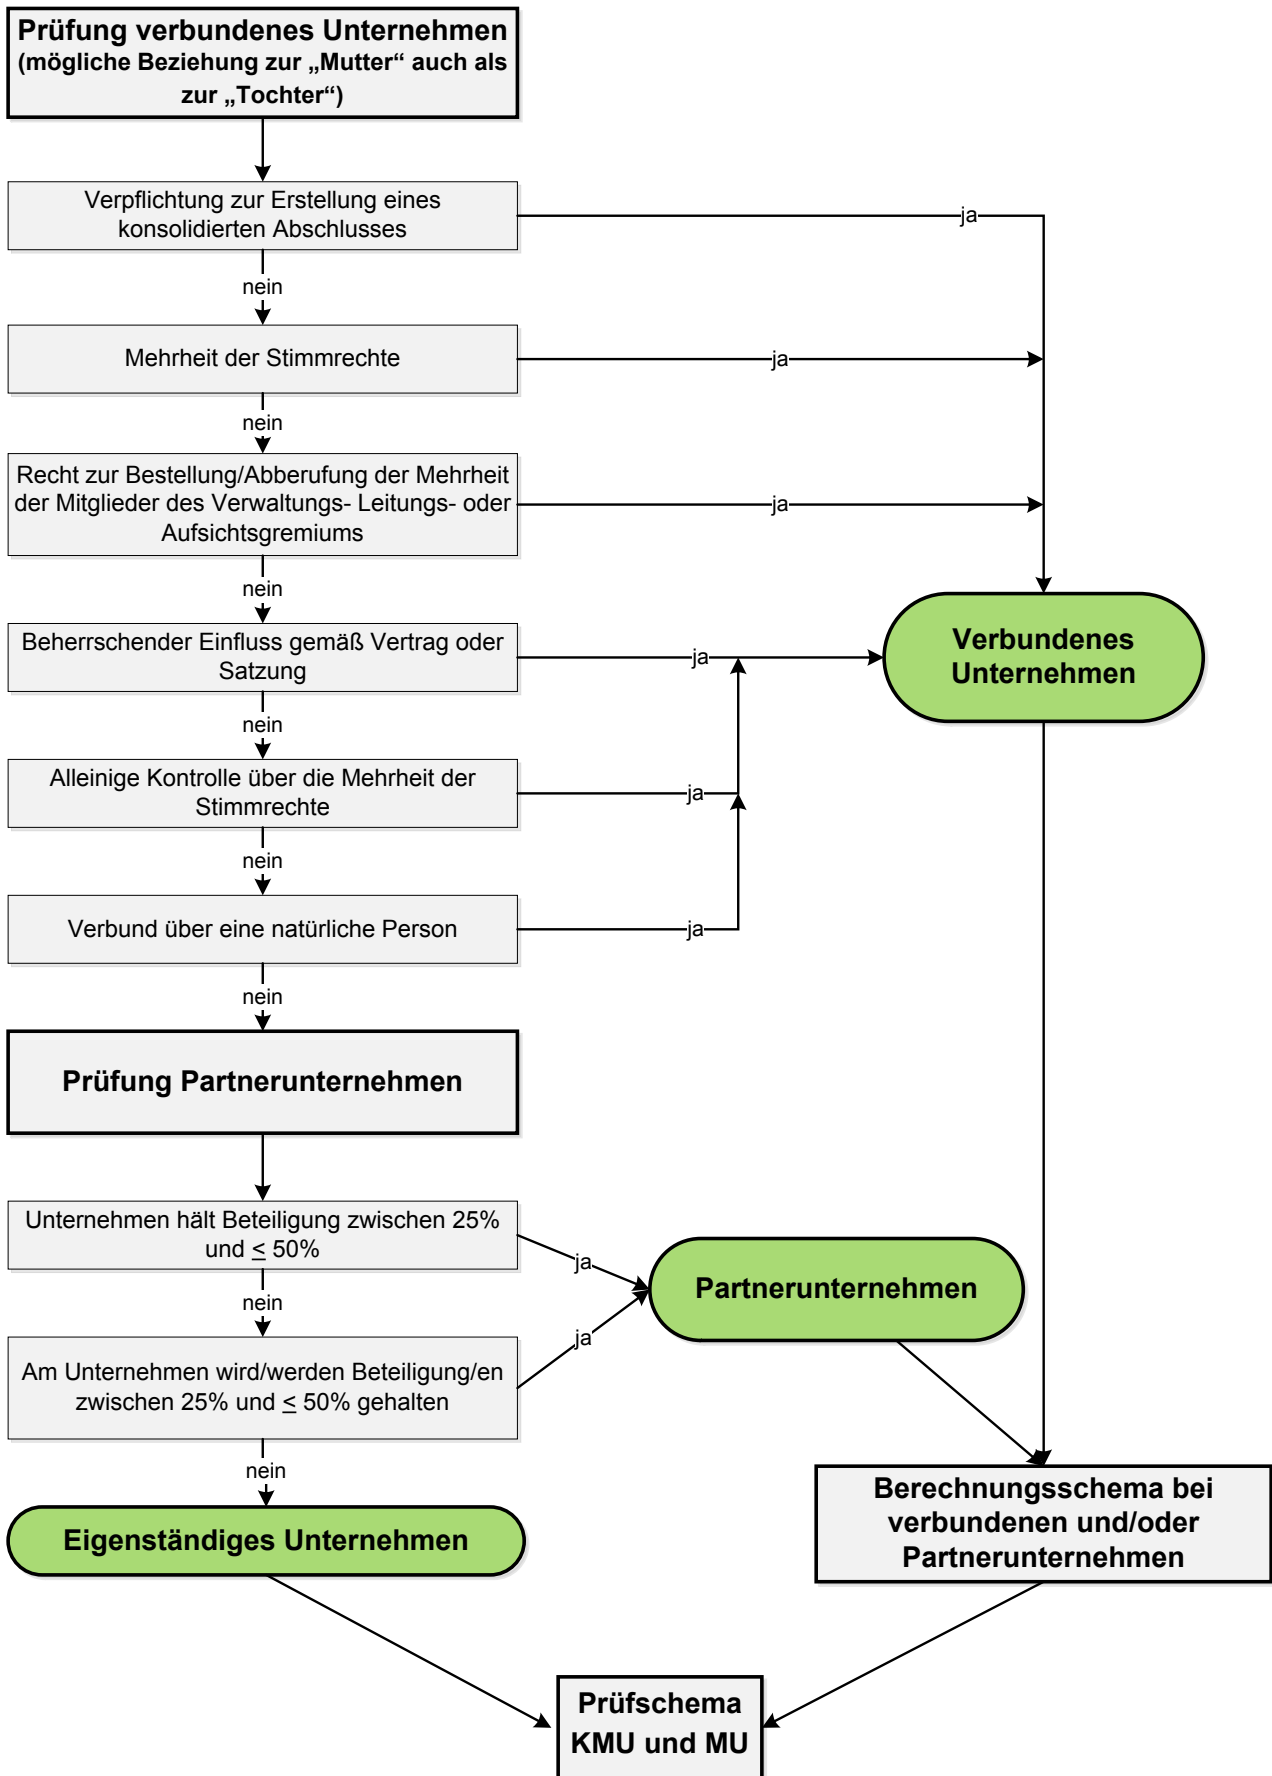 Prüfung verbundenes Unternehmen
(mögliche Beziehung zur „Mutter“ auch als
zur „Tochter“)
Verpflichtung zur Erstellung eines
konsolidierten Abschlusses
ja
nein
Mehrheit der Stimmrechte
ja
nein
Recht zur Bestellung/Abberufung der Mehrheit
der Mitglieder des Verwaltungs- Leitungs- oder
Aufsichtsgremiums
ja
nein
Beherrschender Einfluss gemäß Vertrag oder
Satzung
ja
Verbundenes
Unternehmen
nein
Alleinige Kontrolle über die Mehrheit der
Stimmrechte
ja
nein
Verbund über eine natürliche Person
ja
nein
Prüfung Partnerunternehmen
Unternehmen hält Beteiligung zwischen 25%
und ≤ 50%
ja
Partnerunternehmen
nein
ja
Am Unternehmen wird/werden Beteiligung/en
zwischen 25% und ≤ 50% gehalten
nein
Eigenständiges Unternehmen
Berechnungsschema bei
verbundenen und/oder
Partnerunternehmen
Prüfschema
KMU und MU